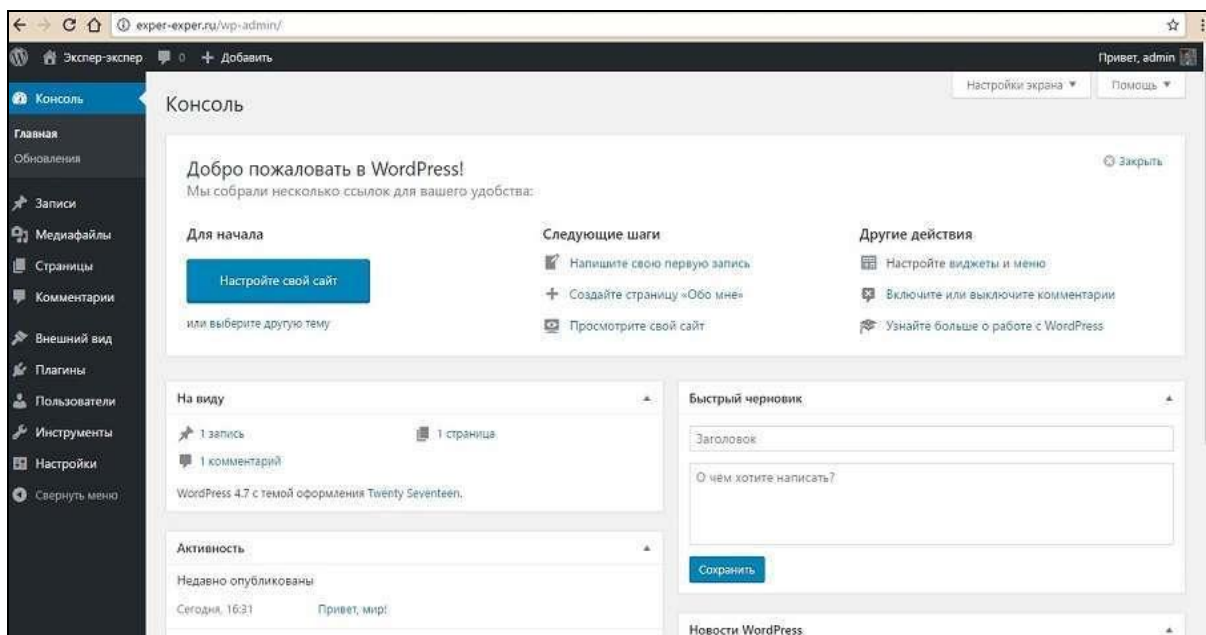 exper-exper.ru/wp-admin/
Экспер-экспер 0 + Добавить Привет, admin
Настройки экрана ▼ Помощь ▼
Консоль
Главная
Обновления
Записи
Медиафайлы
Страницы
Комментарии
Внешний вид
Плагины
Пользователи
Инструменты
Настройки
Свернуть меню
Консоль
Добро пожаловать в WordPress!
Мы собрали несколько ссылок для вашего удобства:
Закрыть
Для начала
Настройте свой сайт
или выберите другую тему
Следующие шаги
Напишите свою первую запись
Создайте страницу «Обо мне»
Просмотрите свой сайт
Другие действия
Настройте виджеты и меню
Включите или выключите комментарии
Узнайте больше о работе с WordPress
На виду
1 запись 1 страница
1 комментарий
WordPress 4.7 с темой оформления Twenty Seventeen.
Активность
Недавно опубликованы
Сегодня, 16:31 Привет, мир!
Быстрый черновик
Заголовок
О чём хотите написать?
Сохранить
Новости WordPress